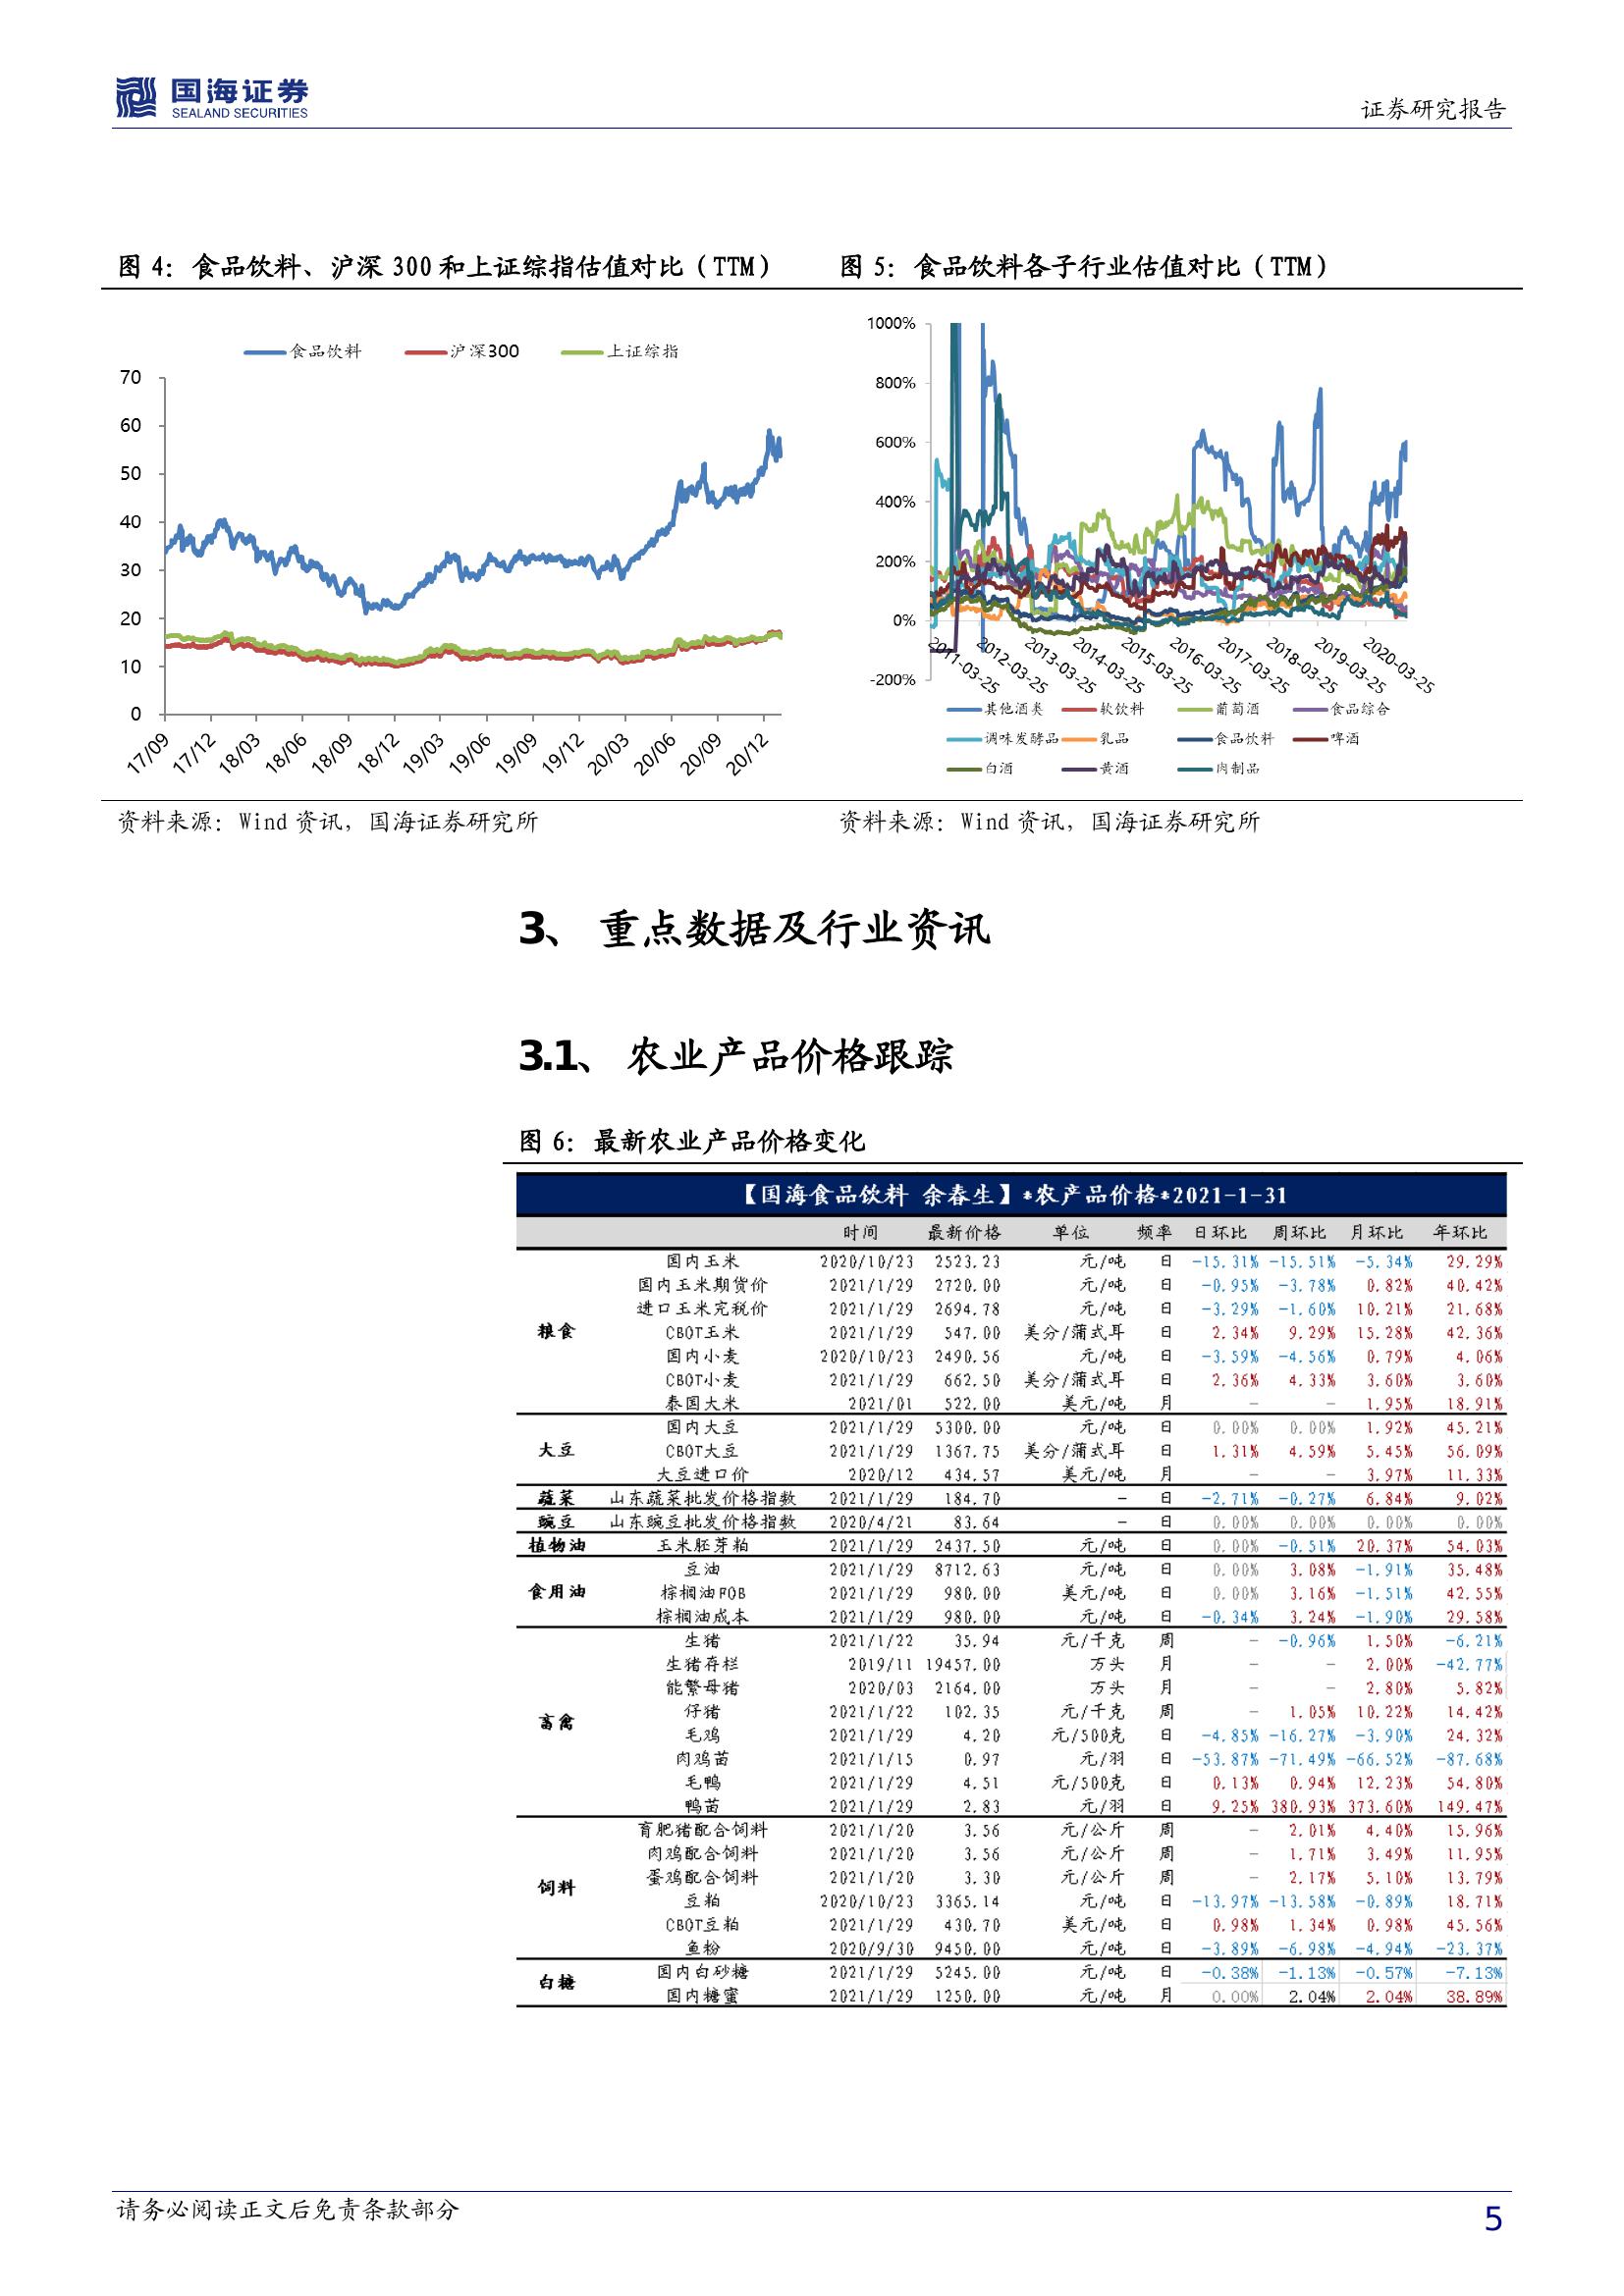 国海证券
SEALAND SECURITIES
证券研究报告
图 4：食品饮料、沪深 300 和上证综指估值对比（TTM）
图 5：食品饮料各子行业估值对比（TTM）
食品饮料 沪深300 上证综指
70
60
50
40
30
20
10
0
17/09 17/12 18/03 18/06 18/09 18/12 19/03 19/06 19/09 19/12 20/03 20/06 20/09 20/12
1000%
800%
600%
400%
200%
0%
-200%
2011-03-25 2012-03-25 2013-03-25 2014-03-25 2015-03-25 2016-03-25 2017-03-25 2018-03-25 2019-03-25 2020-03-25
其他酒类 软饮料 葡萄酒 食品综合
调味发酵品 乳品 食品饮料 啤酒
白酒 黄酒 肉制品
资料来源：Wind 资讯，国海证券研究所
资料来源：Wind 资讯，国海证券研究所
3、 重点数据及行业资讯
3.1、 农业产品价格跟踪
图 6：最新农业产品价格变化
【国海食品饮料 余春生】*农产品价格*2021-1-31
时间 最新价格 单位 频率 日环比 周环比 月环比 年环比
粮食
国内玉米 2020/10/23 2523.23 元/吨 日 -15.31% -15.51% -5.34% 29.29%
国内玉米期货价 2021/1/29 2720.00 元/吨 日 -0.95% -3.78% 0.82% 40.42%
进口玉米完税价 2021/1/29 2694.78 元/吨 日 -3.29% -1.60% 10.21% 21.68%
CBOT玉米 2021/1/29 547.00 美分/蒲式耳 日 2.34% 9.29% 15.28% 42.36%
国内小麦 2020/10/23 2490.56 元/吨 日 -3.59% -4.56% 0.79% 4.06%
CBOT小麦 2021/1/29 662.50 美分/蒲式耳 日 2.36% 4.33% 3.60% 3.60%
泰国大米 2021/01 522.00 美元/吨 月 - - 1.95% 18.91%
大豆
国内大豆 2021/1/29 5300.00 元/吨 日 0.00% 0.00% 1.92% 45.21%
CBOT大豆 2021/1/29 1367.75 美分/蒲式耳 日 1.31% 4.59% 5.45% 56.09%
大豆进口价 2020/12 434.57 美元/吨 月 - - 3.97% 11.33%
蔬菜 山东蔬菜批发价格指数 2021/1/29 184.70 - 日 -2.71% -0.27% 6.84% 9.02%
豌豆 山东豌豆批发价格指数 2020/4/21 83.64 - 日 0.00% 0.00% 0.00% 0.00%
植物油 玉米胚芽粕 2021/1/29 2437.50 元/吨 日 0.00% -0.51% 20.37% 54.03%
食用油
豆油 2021/1/29 8712.63 元/吨 日 0.00% 3.08% -1.91% 35.48%
棕榈油FOB 2021/1/29 980.00 美元/吨 日 0.00% 3.16% -1.51% 42.55%
棕榈油成本 2021/1/29 980.00 元/吨 日 -0.34% 3.24% -1.90% 29.58%
畜禽
生猪 2021/1/22 35.94 元/千克 周 - -0.96% 1.50% -6.21%
生猪存栏 2019/11 19457.00 万头 月 - - 2.00% -42.77%
能繁母猪 2020/03 2164.00 万头 月 - - 2.80% 5.82%
仔猪 2021/1/22 102.35 元/千克 周 - 1.05% 10.22% 14.42%
毛鸡 2021/1/29 4.20 元/500克 日 -4.85% -16.27% -3.90% 24.32%
肉鸡苗 2021/1/15 0.97 元/羽 日 -53.87% -71.49% -66.52% -87.68%
毛鸭 2021/1/29 4.51 元/500克 日 0.13% 0.94% 12.23% 54.80%
鸭苗 2021/1/29 2.83 元/羽 日 9.25% 380.93% 373.60% 149.47%
饲料
育肥猪配合饲料 2021/1/20 3.56 元/公斤 周 - 2.01% 4.40% 15.96%
肉鸡配合饲料 2021/1/20 3.56 元/公斤 周 - 1.71% 3.49% 11.95%
蛋鸡配合饲料 2021/1/20 3.30 元/公斤 周 - 2.17% 5.10% 13.79%
豆粕 2020/10/23 3365.14 元/吨 日 -13.97% -13.58% -0.89% 18.71%
CBOT豆粕 2021/1/29 430.70 美元/吨 日 0.98% 1.34% 0.98% 45.56%
鱼粉 2020/9/30 9450.00 元/吨 日 -3.89% -6.98% -4.94% -23.37%
白糖
国内白砂糖 2021/1/29 5245.00 元/吨 日 -0.38% -1.13% -0.57% -7.13%
国内糖蜜 2021/1/29 1250.00 元/吨 月 0.00% 2.04% 2.04% 38.89%
请务必阅读正文后免责条款部分
5